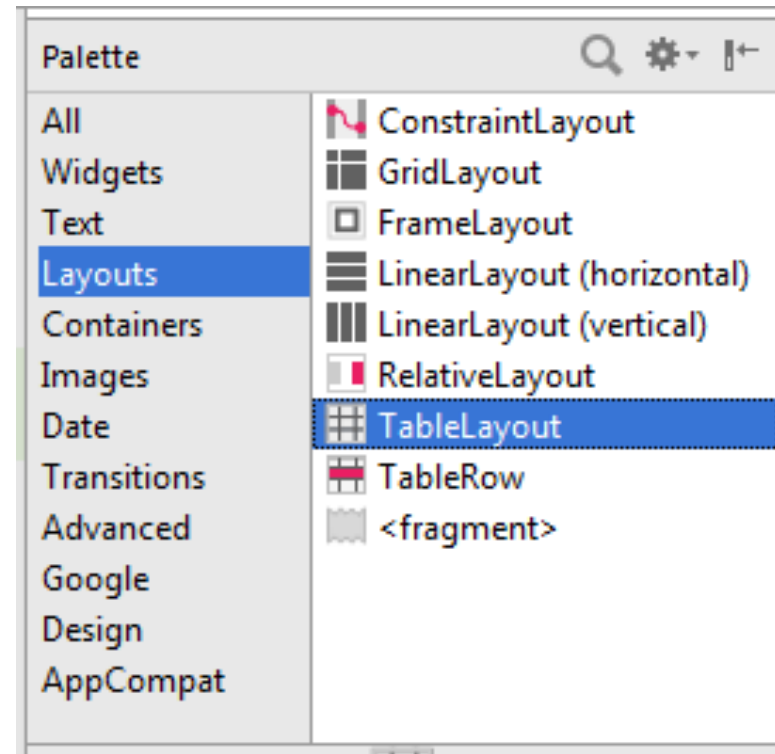 Palette
All
Widgets
Text
Layouts
Containers
Images
Date
Transitions
Advanced
Google
Design
AppCompat
ConstraintLayout
GridLayout
FrameLayout
LinearLayout (horizontal)
LinearLayout (vertical)
RelativeLayout
TableLayout
TableRow
<fragment>